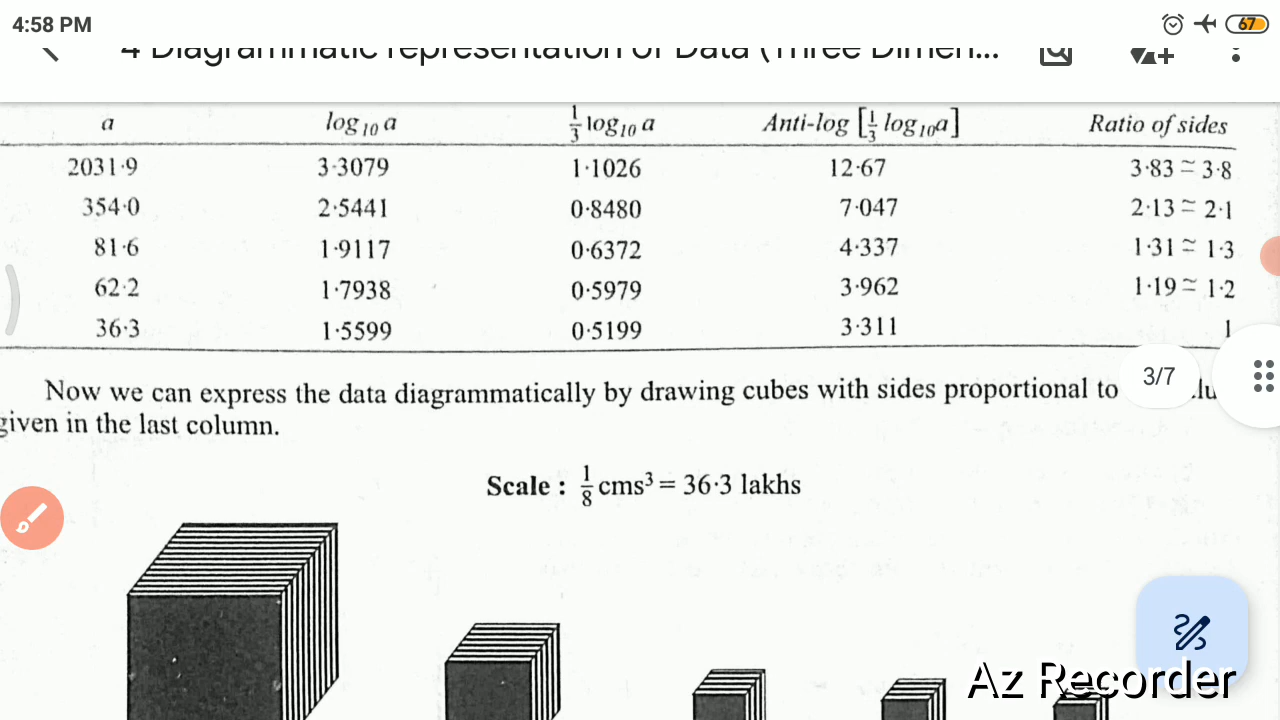 4:58 PM
67
4 Diagrammatic representation of Data (Three Dimen...
a log₁₀ a 1/3 log₁₀ a Anti-log [1/3 log₁₀a] Ratio of sides
2031·9 3·3079 1·1026 12·67 3·83 ≃ 3·8
354·0 2·5441 0·8480 7·047 2·13 ≃ 2·1
81·6 1·9117 0·6372 4·337 1·31 ≃ 1·3
62·2 1·7938 0·5979 3·962 1·19 ≃ 1·2
36·3 1·5599 0·5199 3·311 1
3/7
Now we can express the data diagrammatically by drawing cubes with sides proportional to
given in the last column.
Scale : 1/8 cms³ = 36·3 lakhs
Az Recorder